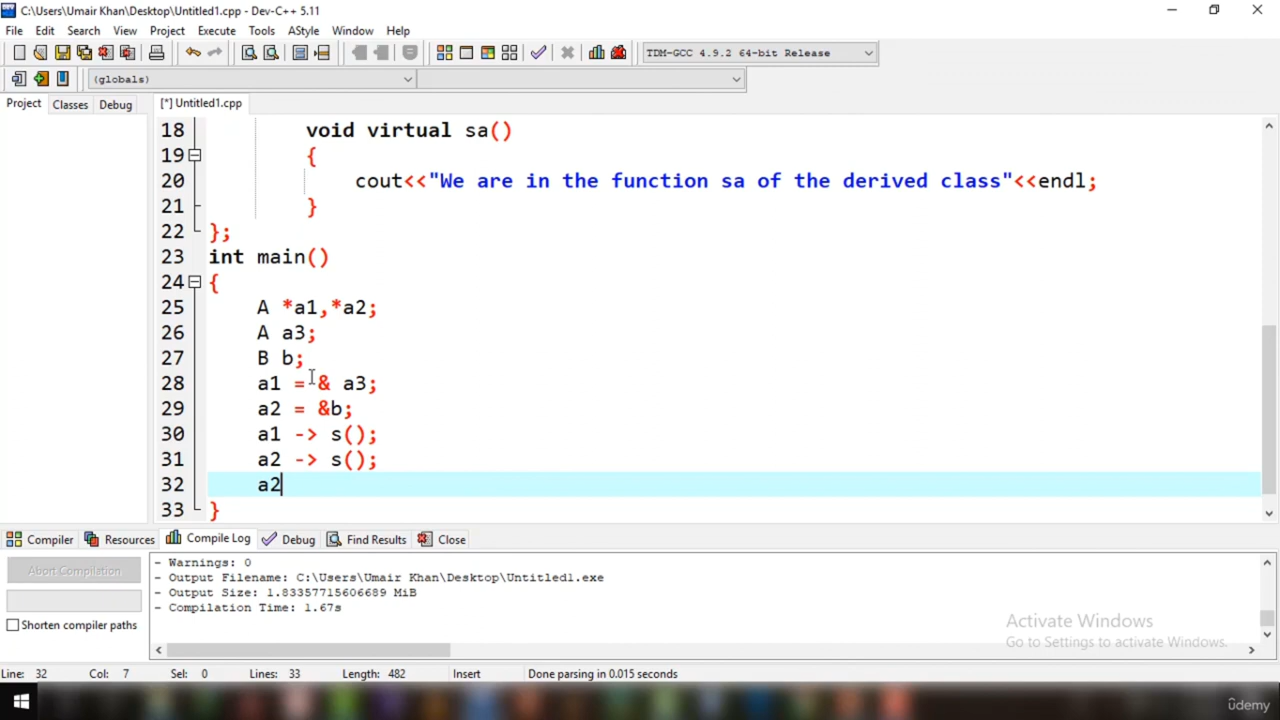 C:\Users\Umair Khan\Desktop\Untitled1.cpp - Dev-C++ 5.11
File Edit Search View Project Execute Tools AStyle Window Help
TDM-GCC 4.9.2 64-bit Release
(globals)
Project Classes Debug [*] Untitled1.cpp
18 void virtual sa()
19 {
20 cout<<"We are in the function sa of the derived class"<<endl;
21 }
22 };
23 int main()
24 {
25 A *a1,*a2;
26 A a3;
27 B b;
28 a1 = & a3;
29 a2 = &b;
30 a1 -> s();
31 a2 -> s();
32 a2
33 }
Compiler Resources Compile Log Debug Find Results Close
Abort Compilation
Shorten compiler paths
- Warnings: 0
- Output Filename: C:\Users\Umair Khan\Desktop\Untitled1.exe
- Output Size: 1.83357715606689 MiB
- Compilation Time: 1.67s
Activate Windows
Go to Settings to activate Windows.
Line: 32 Col: 7 Sel: 0 Lines: 33 Length: 482 Insert Done parsing in 0.015 seconds
ûdemy